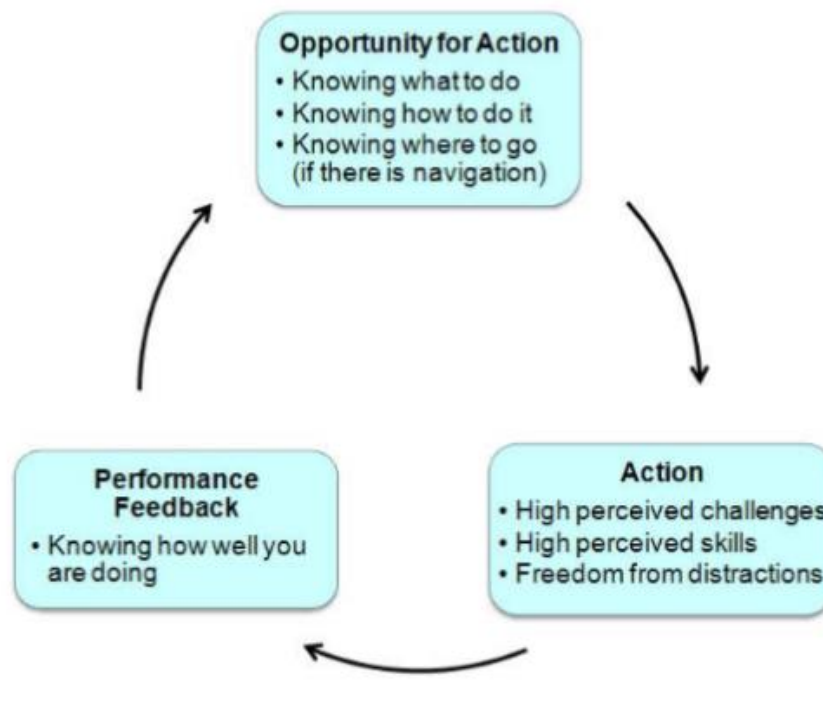 Opportunity for Action
• Knowing what to do
• Knowing how to do it
• Knowing where to go
(if there is navigation)
Performance
Feedback
• Knowing how well you
are doing
Action
• High perceived challenges
• High perceived skills
• Freedom from distractions